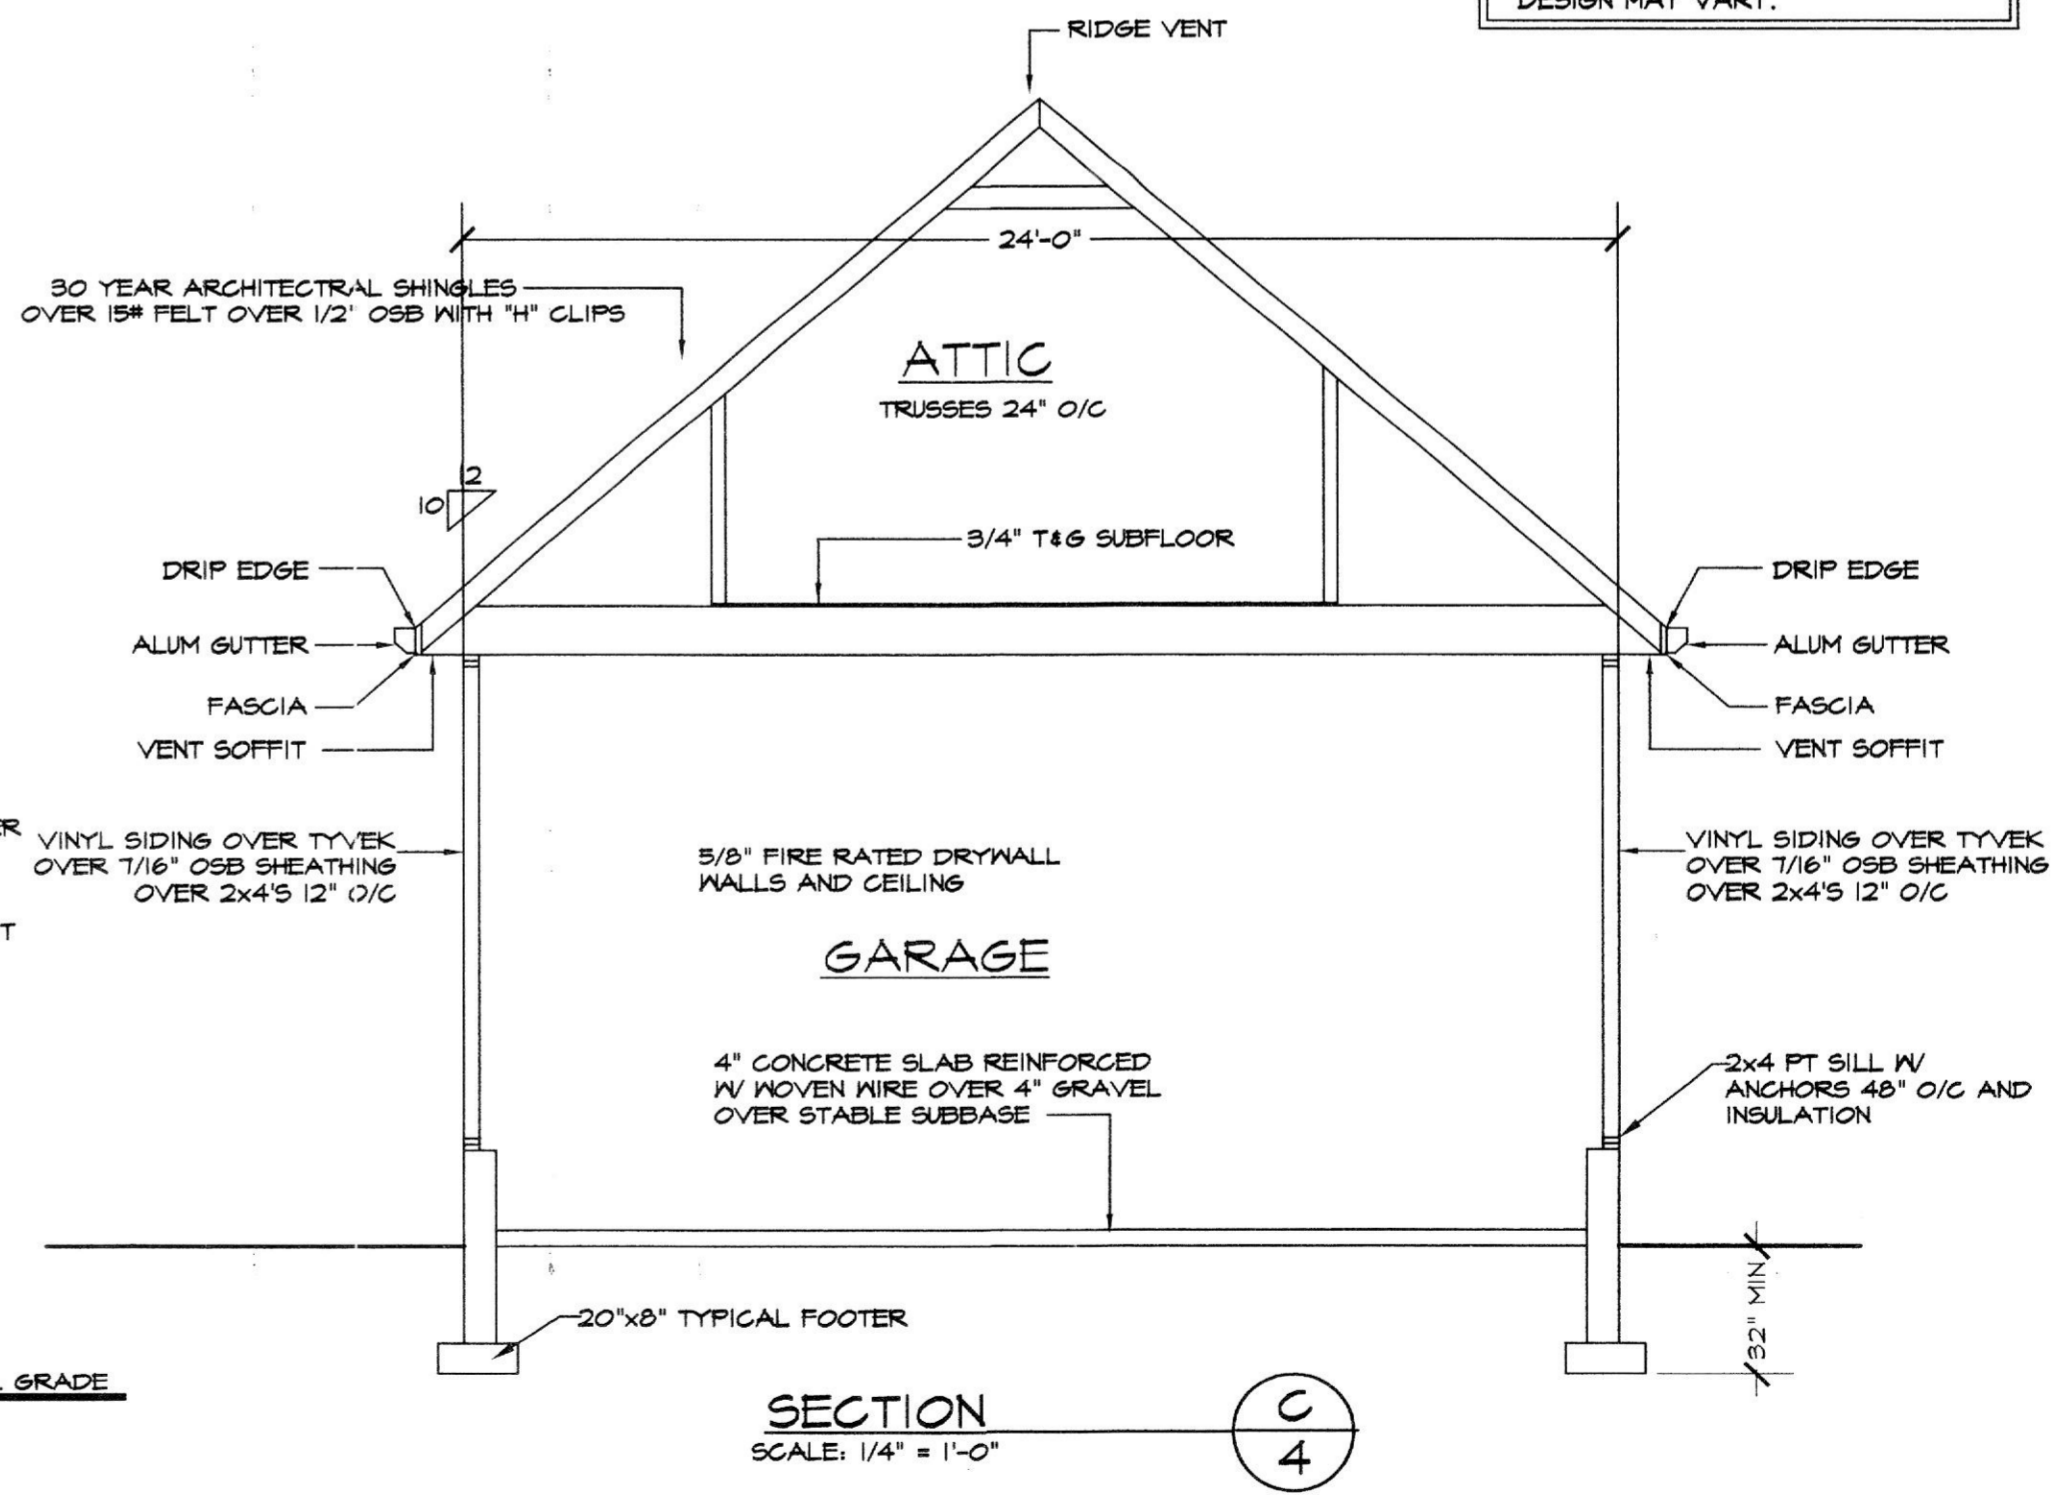 DESIGN MAY VARY.
RIDGE VENT
24'-0"
30 YEAR ARCHITECTRAL SHINGLES
OVER 15# FELT OVER 1/2" OSB WITH "H" CLIPS
ATTIC
TRUSSES 24" O/C
12
10
3/4" T&G SUBFLOOR
DRIP EDGE
ALUM GUTTER
FASCIA
VENT SOFFIT
DRIP EDGE
ALUM GUTTER
FASCIA
VENT SOFFIT
VINYL SIDING OVER TYVEK
OVER 7/16" OSB SHEATHING
OVER 2x4'S 12" O/C
5/8" FIRE RATED DRYWALL
WALLS AND CEILING
VINYL SIDING OVER TYVEK
OVER 7/16" OSB SHEATHING
OVER 2x4'S 12" O/C
GARAGE
4" CONCRETE SLAB REINFORCED
W/ WOVEN WIRE OVER 4" GRAVEL
OVER STABLE SUBBASE
2x4 PT SILL W/
ANCHORS 48" O/C AND
INSULATION
20"x8" TYPICAL FOOTER
32" MIN
GRADE
SECTION
SCALE: 1/4" = 1'-0"
C
4